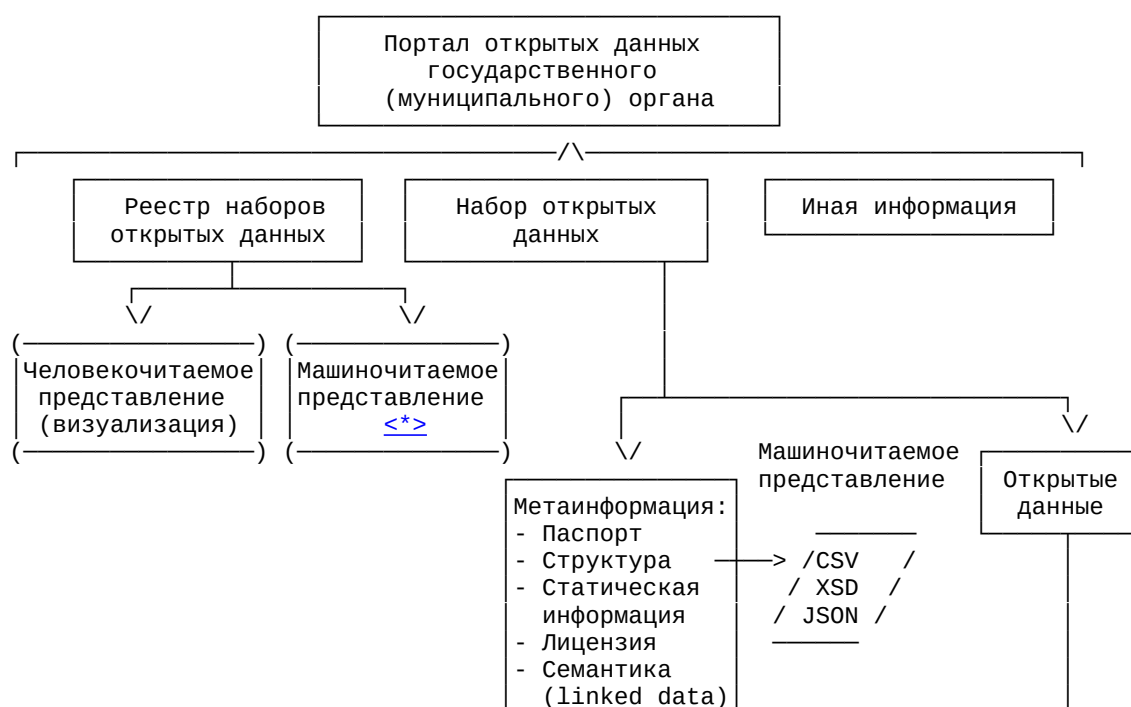 Портал открытых данных
государственного
(муниципального) органа
Реестр наборов
открытых данных
Набор открытых
данных
Иная информация
Человекочитаемое
представление
(визуализация)
Машиночитаемое
представление
<*>
Метаинформация:
- Паспорт
- Структура
- Статическая
информация
- Лицензия
- Семантика
(linked data)
Машиночитаемое
представление
/CSV /
/ XSD /
/ JSON /
Открытые
данные